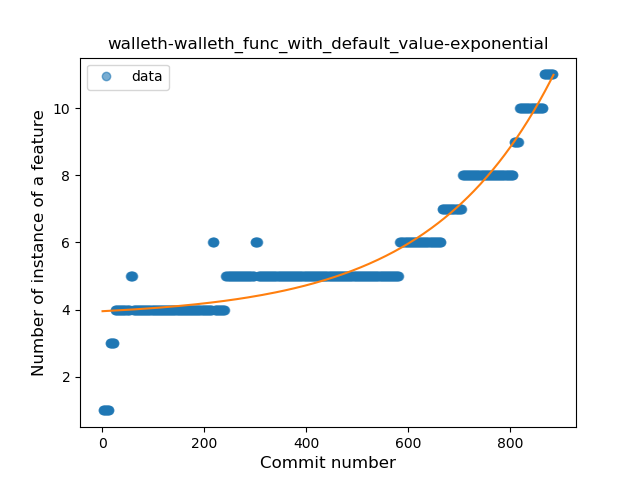 walleth-walleth_func_with_default_value-exponential
data
Number of instance of a feature
10
8
6
4
2
0
200
400
600
800
Commit number